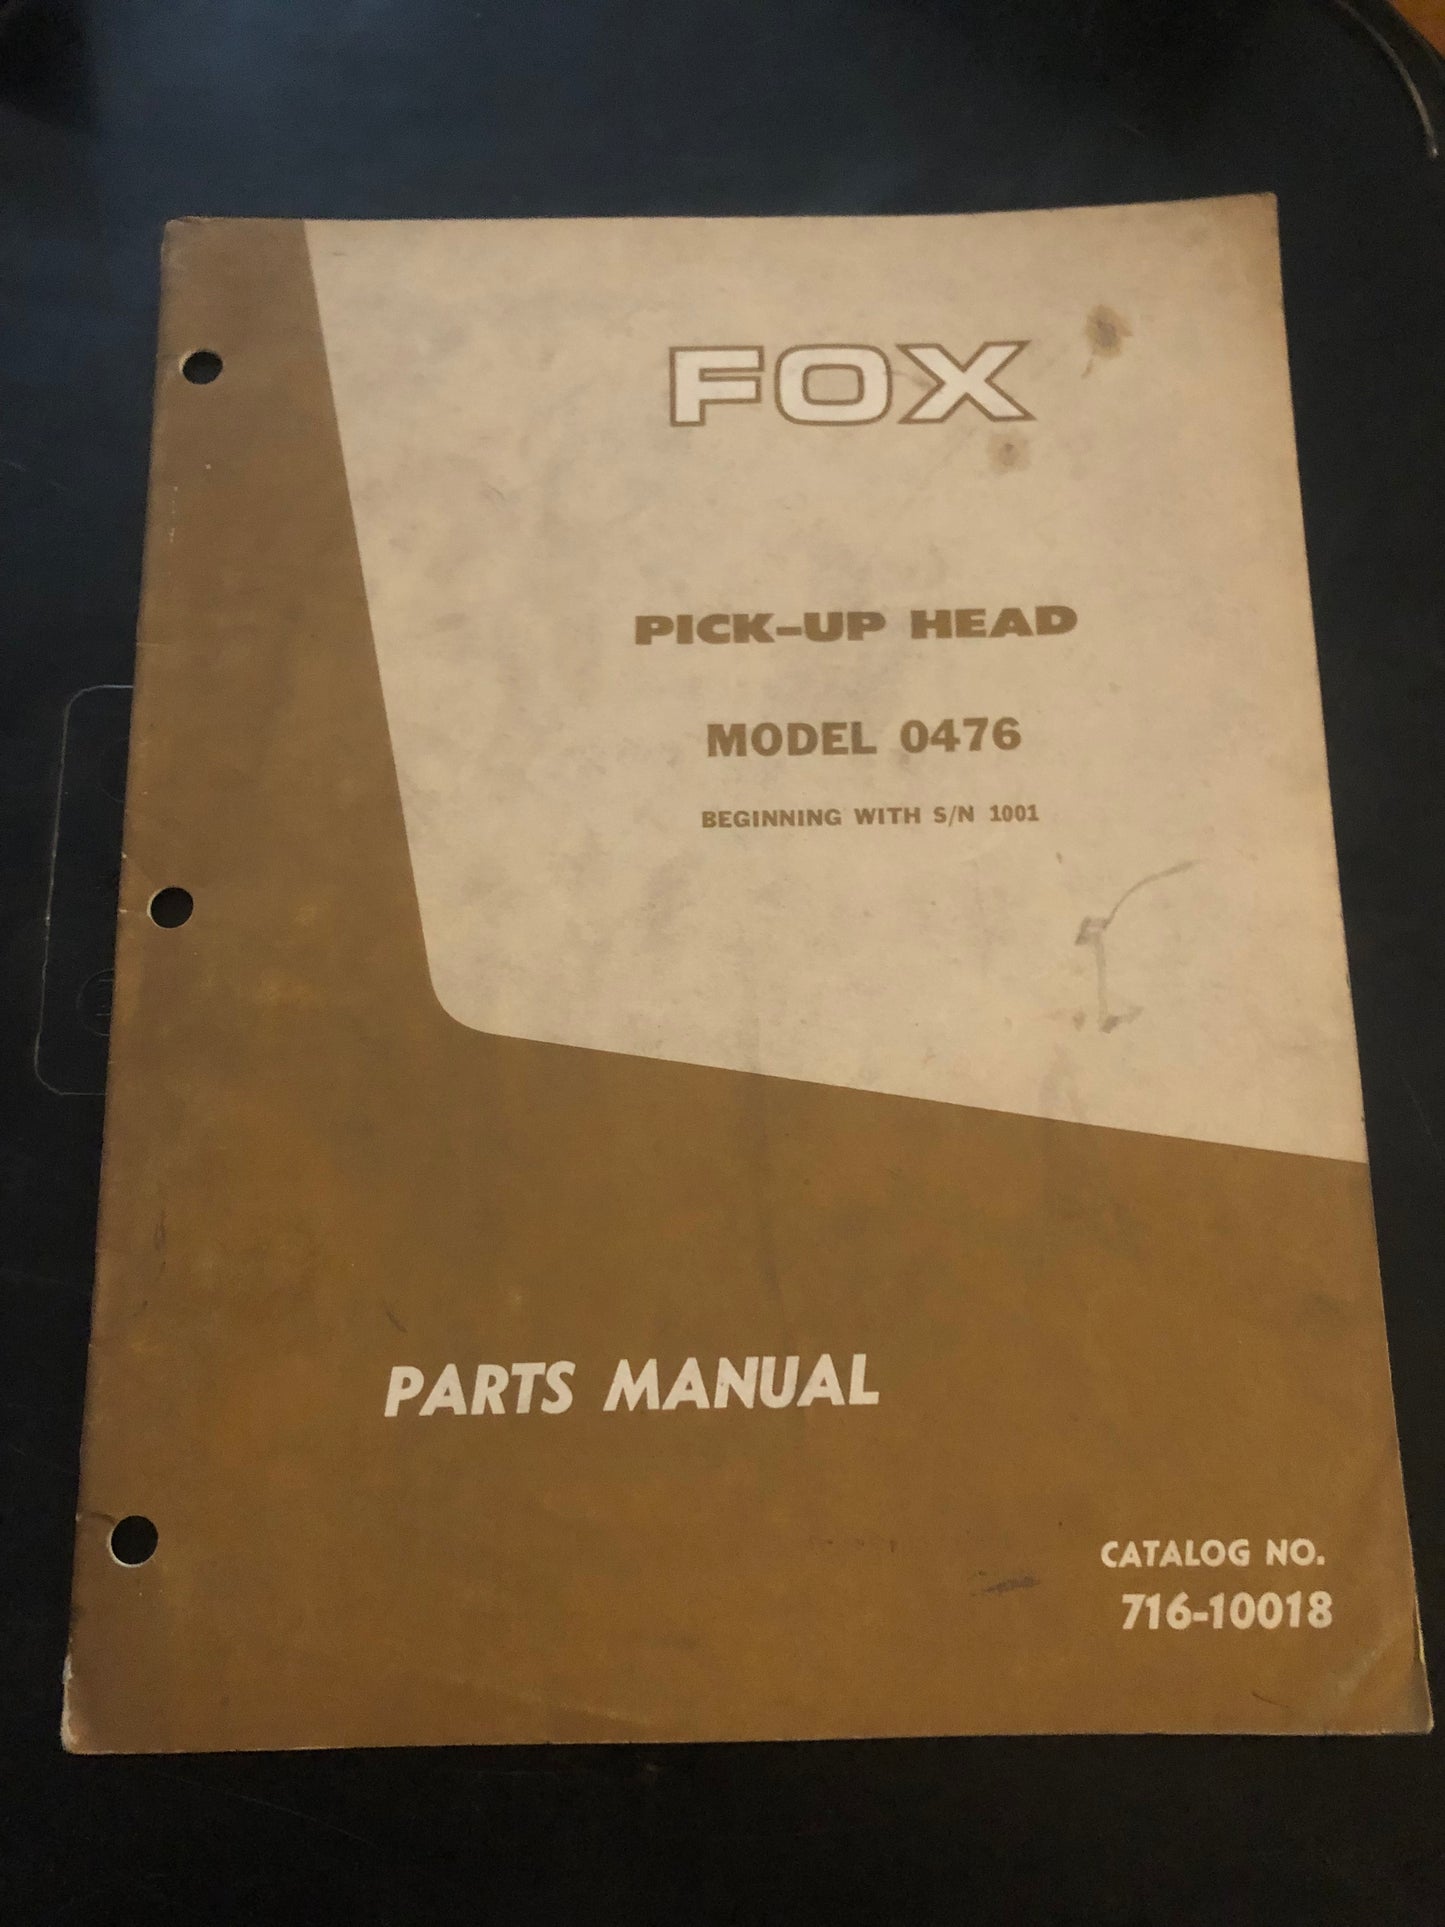 FOX
PICK-UP HEAD
MODEL 0476
BEGINNING WITH S/N 1001
PARTS MANUAL
CATALOG NO.
716-10018